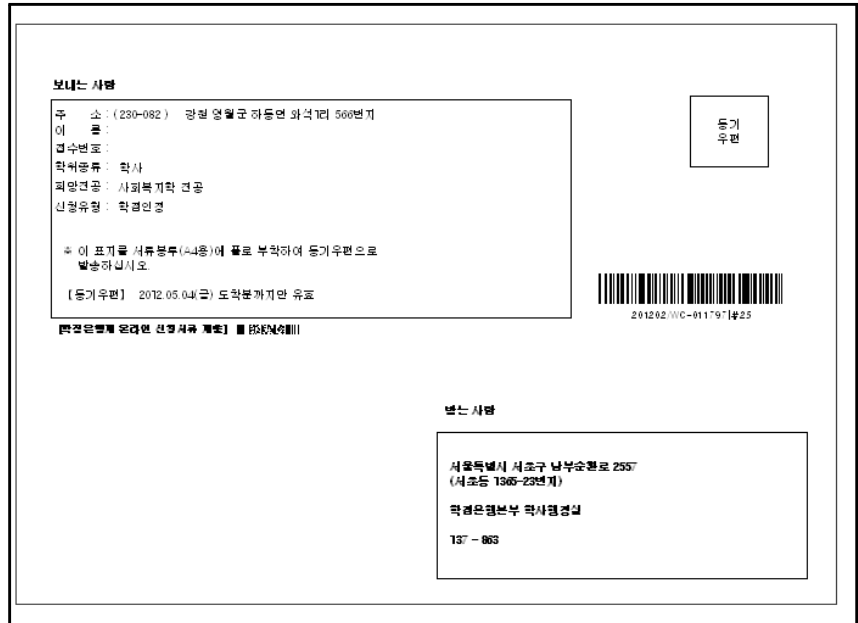 보내는 사람
주 소 : (230-082) 강원 영월군 하동면 와석1리 566번지
이 름 :
접수번호 :
학위종류 : 학사
희망전공 : 사회복지학 전공
신청유형 : 학점인정
※ 이 표지를 서류봉투(A4용)에 풀로 부착하여 등기우편으로
발송하십시오.
[등기우편] 2012.05.04(금) 도착분까지만 유효
[학점은행제 온라인 신청서류 제출]
등기
우편
201202/WC-011797|#25
받는 사람
서울특별시 서초구 남부순환로 2557
(서초동 1365-23번지)
학점은행본부 학사행정실
137 - 863